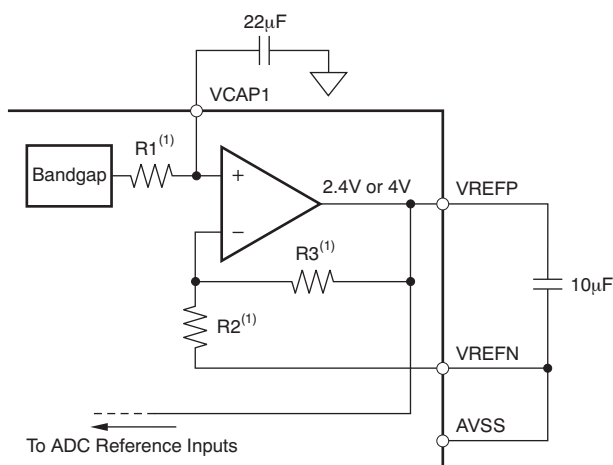 22μF
VCAP1
R1(1)
Bandgap
+
2.4V or 4V
VREFP
−
R3(1)
10μF
R2(1)
VREFN
AVSS
To ADC Reference Inputs